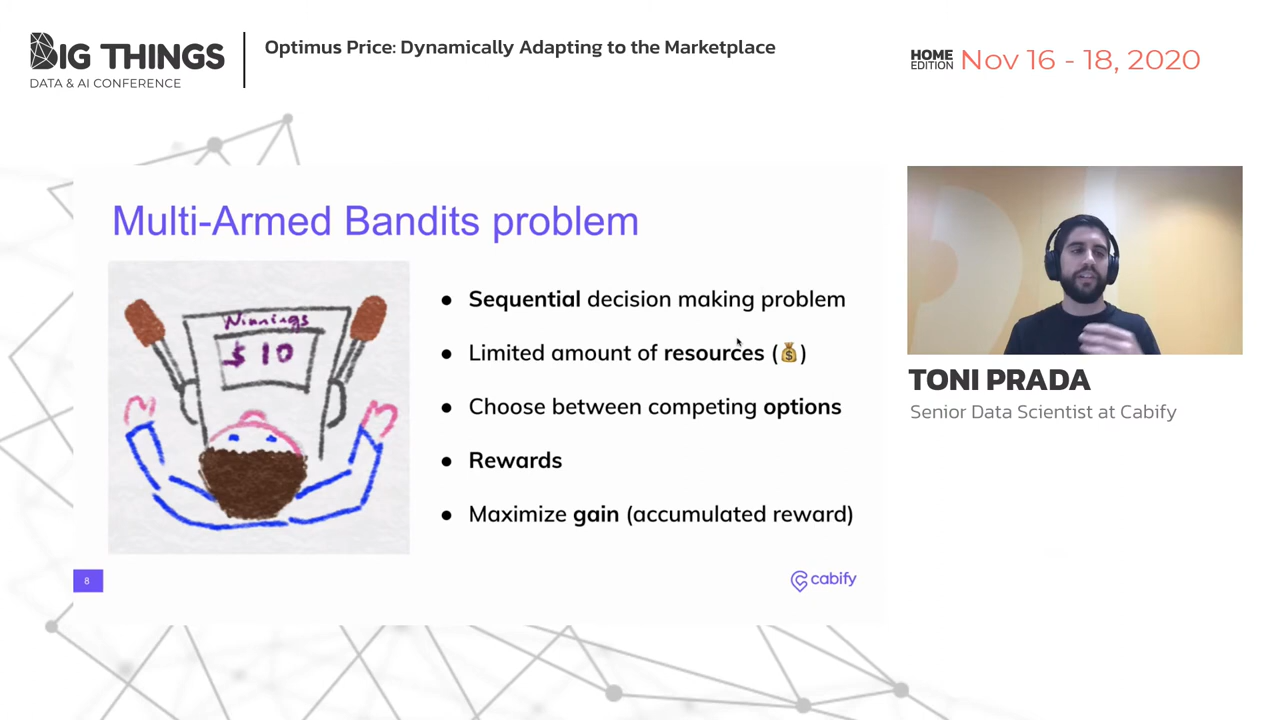 BIG THINGS
DATA & AI CONFERENCE
Optimus Price: Dynamically Adapting to the Marketplace
HOME
EDITION
Nov 16 - 18, 2020
Multi-Armed Bandits problem
Winnings
$ 10
● Sequential decision making problem
● Limited amount of resources (💰)
● Choose between competing options
● Rewards
● Maximize gain (accumulated reward)
8
cabify
TONI PRADA
Senior Data Scientist at Cabify